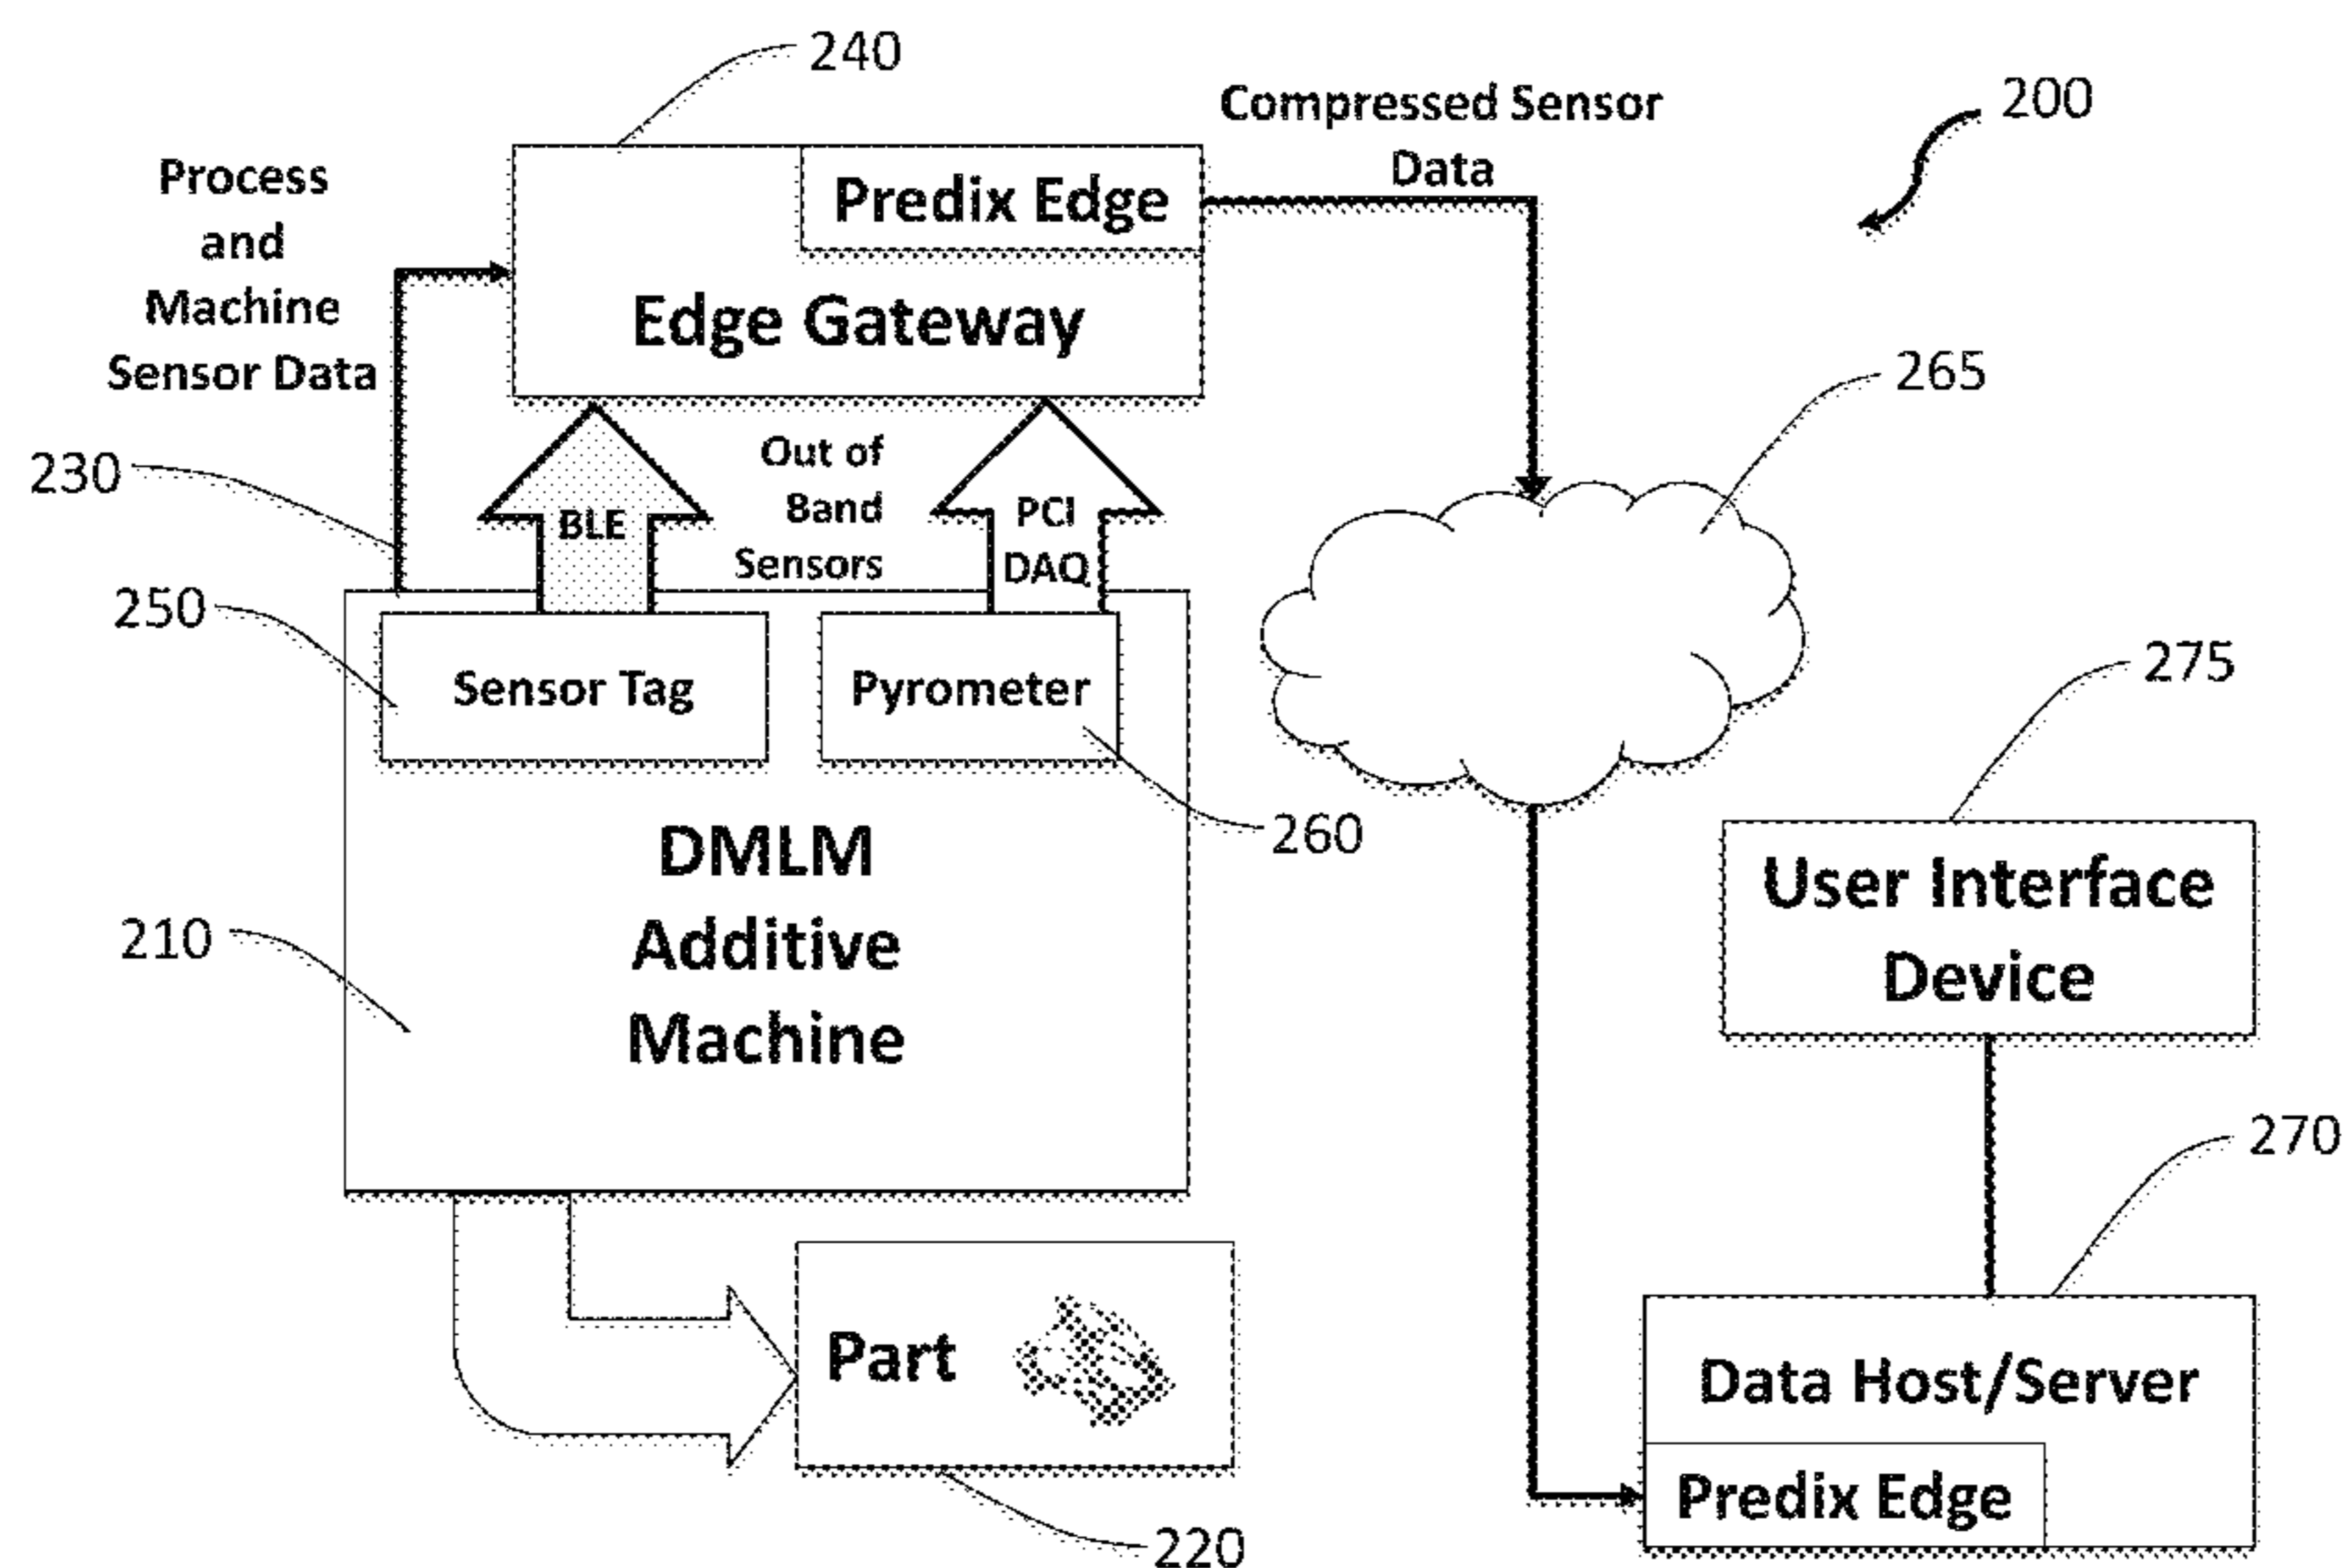 240
Compressed Sensor
Data
200
Process
and
Machine
Sensor Data
Predix Edge
Edge Gateway
265
230
Out of
Band
Sensors
BLE
PCI
DAQ
250
Sensor Tag
Pyrometer
275
260
DMLM
Additive
Machine
210
User Interface
Device
270
Part
220
Data Host/Server
Predix Edge